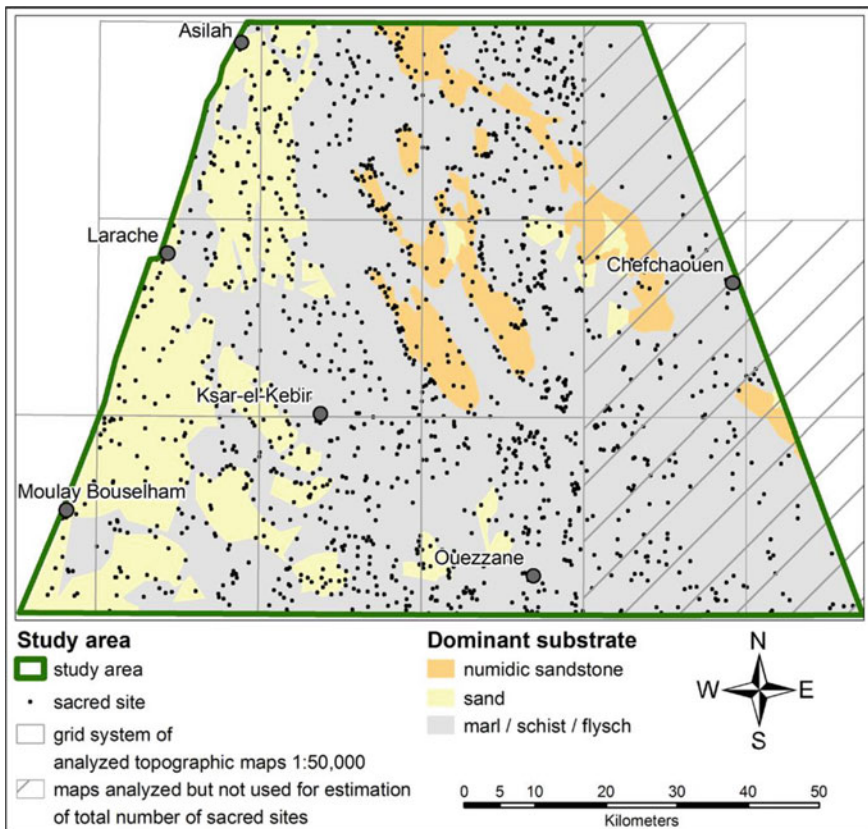 Asilah
Larache
Chefchaouen
Ksar-el-Kebir
Moulay Bouselham
Ouezzane
Study area
study area
sacred site
grid system of
analyzed topographic maps 1:50,000
maps analyzed but not used for estimation
of total number of sacred sites
Dominant substrate
numidic sandstone
sand
marl / schist / flysch
N
W E
S
0 5 10 20 30 40 50
Kilometers